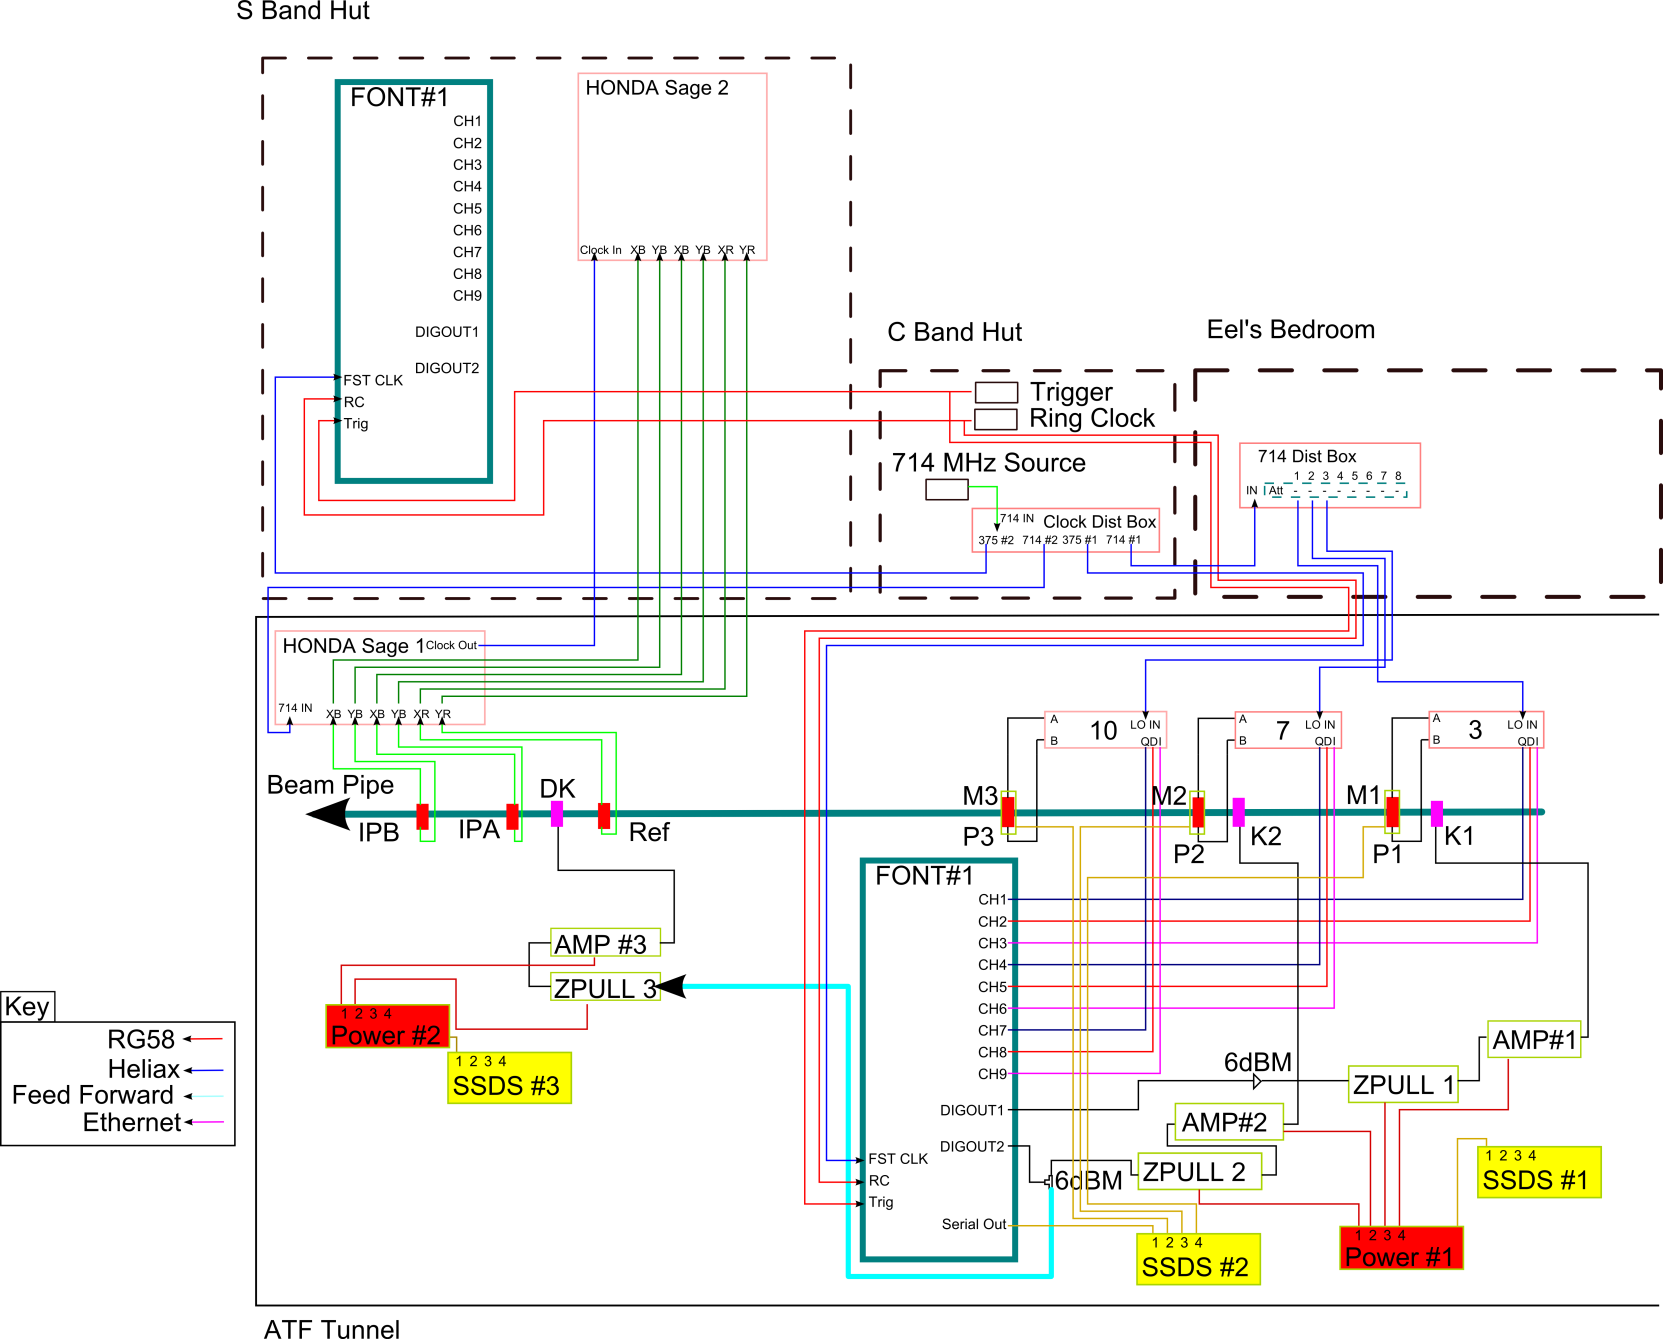 S Band Hut
FONT#1
CH1
CH2
CH3
CH4
CH5
CH6
CH7
CH8
CH9
DIGOUT1
DIGOUT2
FST CLK
RC
Trig
HONDA Sage 2
Clock In XB YB XB YB XR YR
C Band Hut
Trigger
Ring Clock
714 MHz Source
714 IN
Clock Dist Box
375 #2 714 #2 375 #1 714 #1
Eel's Bedroom
714 Dist Box
1 2 3 4 5 6 7 8
IN Att - - - - - - - -
HONDA Sage 1 Clock Out
714 IN XB YB XB YB XR YR
A
B
10
LO IN
QDI
A
B
7
LO IN
QDI
A
B
3
LO IN
QDI
Beam Pipe
IPB
IPA
DK
Ref
M3
P3
M2
P2
K2
M1
P1
K1
FONT#1
CH1
CH2
CH3
CH4
CH5
CH6
CH7
CH8
CH9
DIGOUT1
DIGOUT2
FST CLK
RC
Trig
Serial Out
AMP #3
ZPULL 3
1 2 3 4
Power #2
1 2 3 4
SSDS #3
6dBM
ZPULL 1
AMP#1
AMP#2
6dBM
ZPULL 2
1 2 3 4
SSDS #1
1 2 3 4
SSDS #2
1 2 3 4
Power #1
Key
RG58
Heliax
Feed Forward
Ethernet
ATF Tunnel